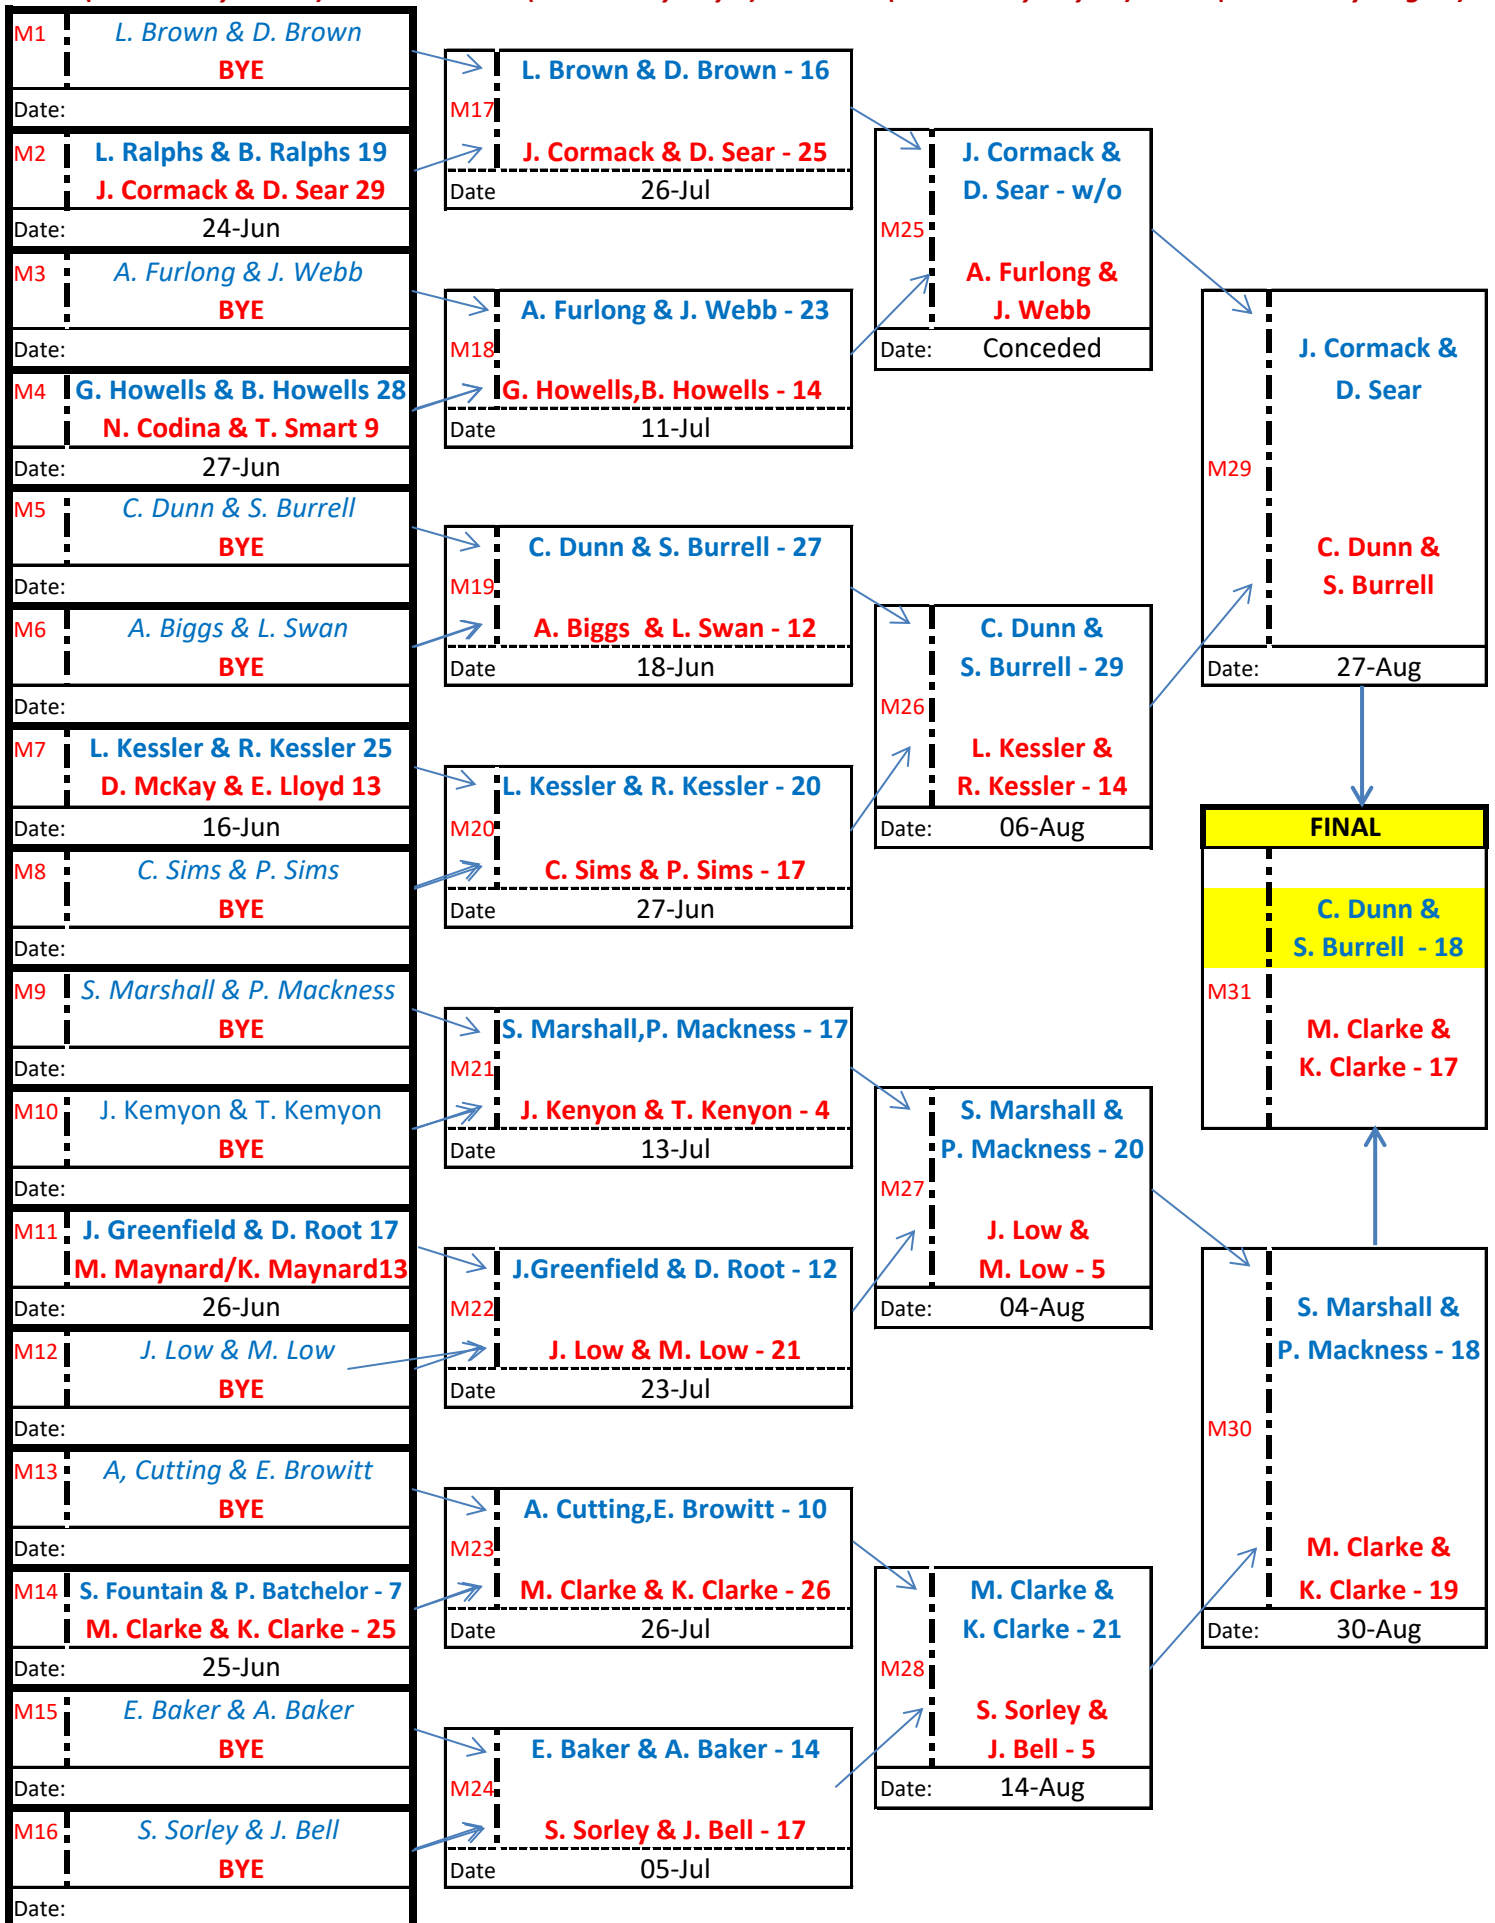 M1
L. Brown & D. Brown
BYE
Date:
M2
L. Ralphs & B. Ralphs 19
J. Cormack & D. Sear 29
Date: 24-Jun
M3
A. Furlong & J. Webb
BYE
Date:
M4
G. Howells & B. Howells 28
N. Codina & T. Smart 9
Date: 27-Jun
M5
C. Dunn & S. Burrell
BYE
Date:
M6
A. Biggs & L. Swan
BYE
Date:
M7
L. Kessler & R. Kessler 25
D. McKay & E. Lloyd 13
Date: 16-Jun
M8
C. Sims & P. Sims
BYE
Date:
M9
S. Marshall & P. Mackness
BYE
Date:
M10
J. Kemyon & T. Kemyon
BYE
Date:
M11
J. Greenfield & D. Root 17
M. Maynard/K. Maynard13
Date: 26-Jun
M12
J. Low & M. Low
BYE
Date:
M13
A, Cutting & E. Browitt
BYE
Date:
M14
S. Fountain & P. Batchelor - 7
M. Clarke & K. Clarke - 25
Date: 25-Jun
M15
E. Baker & A. Baker
BYE
Date:
M16
S. Sorley & J. Bell
BYE
Date:
L. Brown & D. Brown - 16
M17
J. Cormack & D. Sear - 25
Date 26-Jul
A. Furlong & J. Webb - 23
M18
G. Howells,B. Howells - 14
Date 11-Jul
C. Dunn & S. Burrell - 27
M19
A. Biggs & L. Swan - 12
Date 18-Jun
L. Kessler & R. Kessler - 20
M20
C. Sims & P. Sims - 17
Date 27-Jun
S. Marshall,P. Mackness - 17
M21
J. Kenyon & T. Kenyon - 4
Date 13-Jul
J.Greenfield & D. Root - 12
M22
J. Low & M. Low - 21
Date 23-Jul
A. Cutting,E. Browitt - 10
M23
M. Clarke & K. Clarke - 26
Date 26-Jul
E. Baker & A. Baker - 14
M24
S. Sorley & J. Bell - 17
Date 05-Jul
J. Cormack &
D. Sear - w/o
M25
A. Furlong &
J. Webb
Date: Conceded
C. Dunn &
S. Burrell - 29
M26
L. Kessler &
R. Kessler - 14
Date: 06-Aug
S. Marshall &
P. Mackness - 20
M27
J. Low &
M. Low - 5
Date: 04-Aug
M. Clarke &
K. Clarke - 21
M28
S. Sorley &
J. Bell - 5
Date: 14-Aug
J. Cormack &
D. Sear
M29
C. Dunn &
S. Burrell
Date: 27-Aug
FINAL
C. Dunn &
S. Burrell - 18
M31
M. Clarke &
K. Clarke - 17
S. Marshall &
P. Mackness - 18
M30
M. Clarke &
K. Clarke - 19
Date: 30-Aug